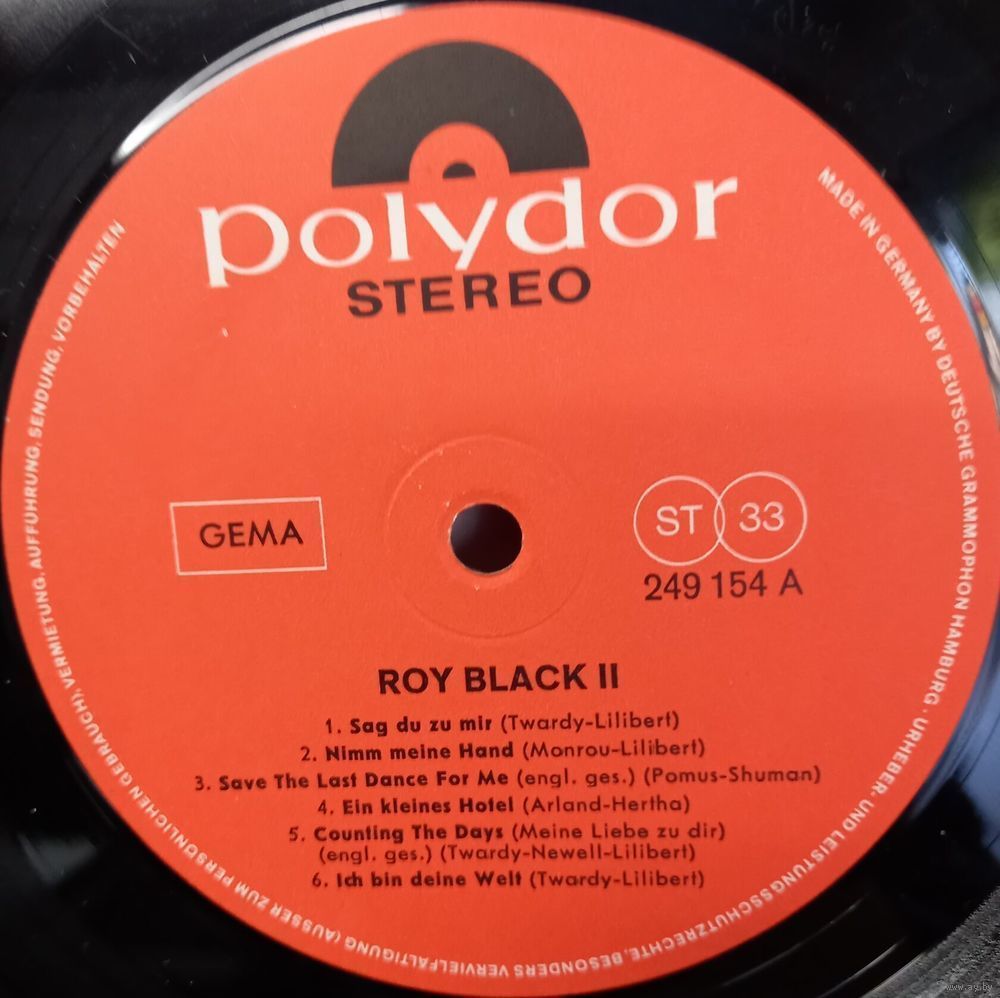 polydor
STEREO
MADE IN GERMANY BY DEUTSCHE GRAMMOPHON HAMBURG · URHEBER- UND LEISTUNGSSCHUTZRECHTE, BESONDERS VERVIELFÄLTIGUNG (AUSSER ZUM PERSÖNLICHEN GEBRAUCH), VERMIETUNG, AUFFÜHRUNG, SENDUNG, VORBEHALTEN
GEMA
ST 33
249 154 A
ROY BLACK II
1. Sag du zu mir (Twardy-Lilibert)
2. Nimm meine Hand (Monrou-Lilibert)
3. Save The Last Dance For Me (engl. ges.) (Pomus-Shuman)
4. Ein kleines Hotel (Arland-Hertha)
5. Counting The Days (Meine Liebe zu dir)
(engl. ges.) (Twardy-Newell-Lilibert)
6. Ich bin deine Welt (Twardy-Lilibert)
www.ay.by